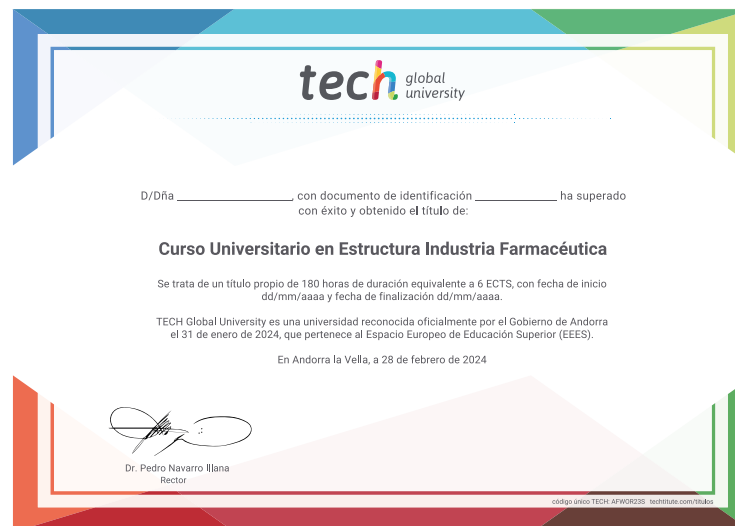 tech global university
D/Dña ____________________, con documento de identificación ______________ ha superado
con éxito y obtenido el título de:
Curso Universitario en Estructura Industria Farmacéutica
Se trata de un título propio de 180 horas de duración equivalente a 6 ECTS, con fecha de inicio
dd/mm/aaaa y fecha de finalización dd/mm/aaaa.
TECH Global University es una universidad reconocida oficialmente por el Gobierno de Andorra
el 31 de enero de 2024, que pertenece al Espacio Europeo de Educación Superior (EEES).
En Andorra la Vella, a 28 de febrero de 2024
Dr. Pedro Navarro Illana
Rector
código único TECH: AFWOR23S  techtitute.com/titulos